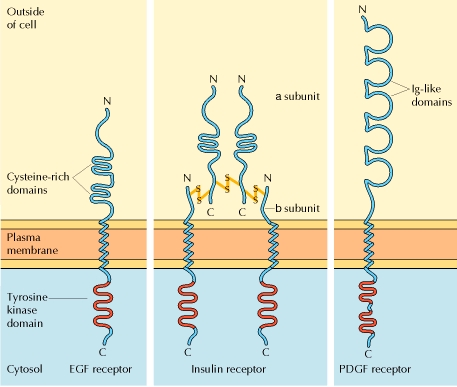 Outside
of cell
N
Cysteine-rich
domains
Plasma
membrane
Tyrosine
kinase
domain
Cytosol
C
EGF receptor
N
N
a subunit
N
N
S
S
S
S
S
S
C
C
b subunit
C
C
Insulin receptor
N
Ig-like
domains
C
PDGF receptor